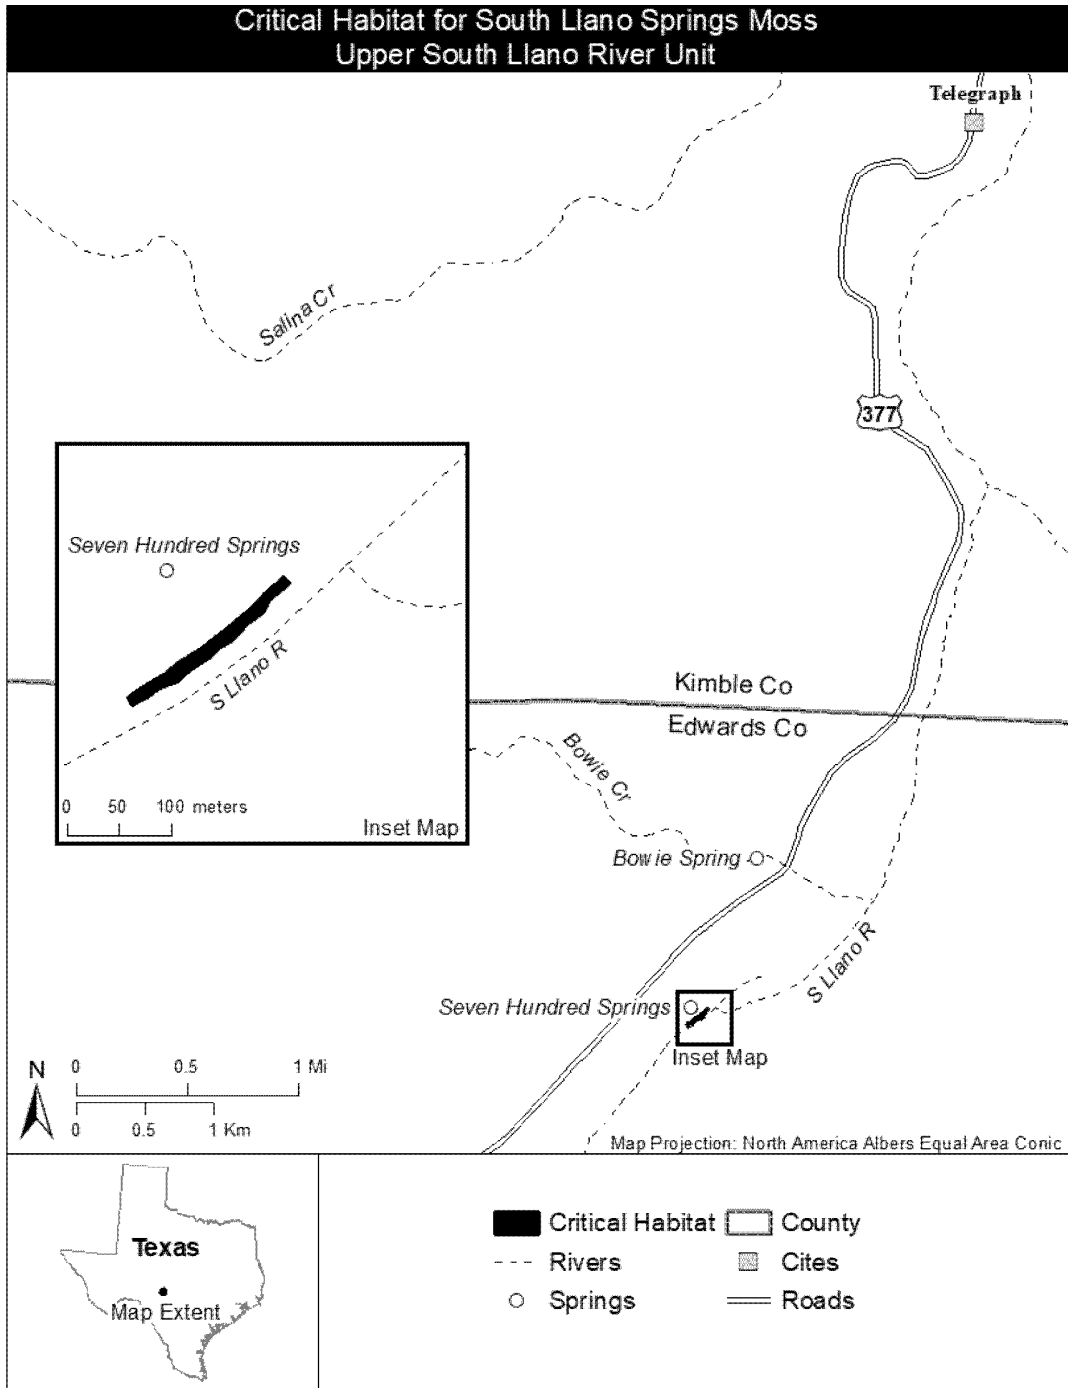 Critical Habitat for South Llano Springs Moss
Upper South Llano River Unit
Telegraph
Salina Cr
377
Seven Hundred Springs
S Llano R
0 50 100 meters
Inset Map
Kimble Co
Edwards Co
Bowie Cr
Bowie Spring
S Llano R
Seven Hundred Springs
Inset Map
N
0 0.5 1 Mi
0 0.5 1 Km
Map Projection: North America Albers Equal Area Conic
Texas
Map Extent
Critical Habitat
County
Rivers
Cites
Springs
Roads